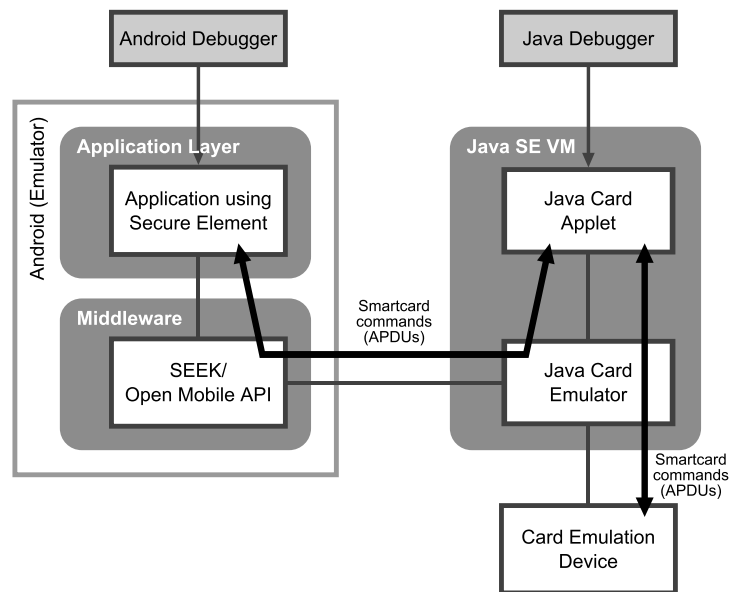 Android Debugger
Java Debugger
Android (Emulator)
Application Layer
Application using
Secure Element
Java SE VM
Java Card
Applet
Smartcard
commands
(APDUs)
Middleware
SEEK/
Open Mobile API
Java Card
Emulator
Smartcard
commands
(APDUs)
Card Emulation
Device